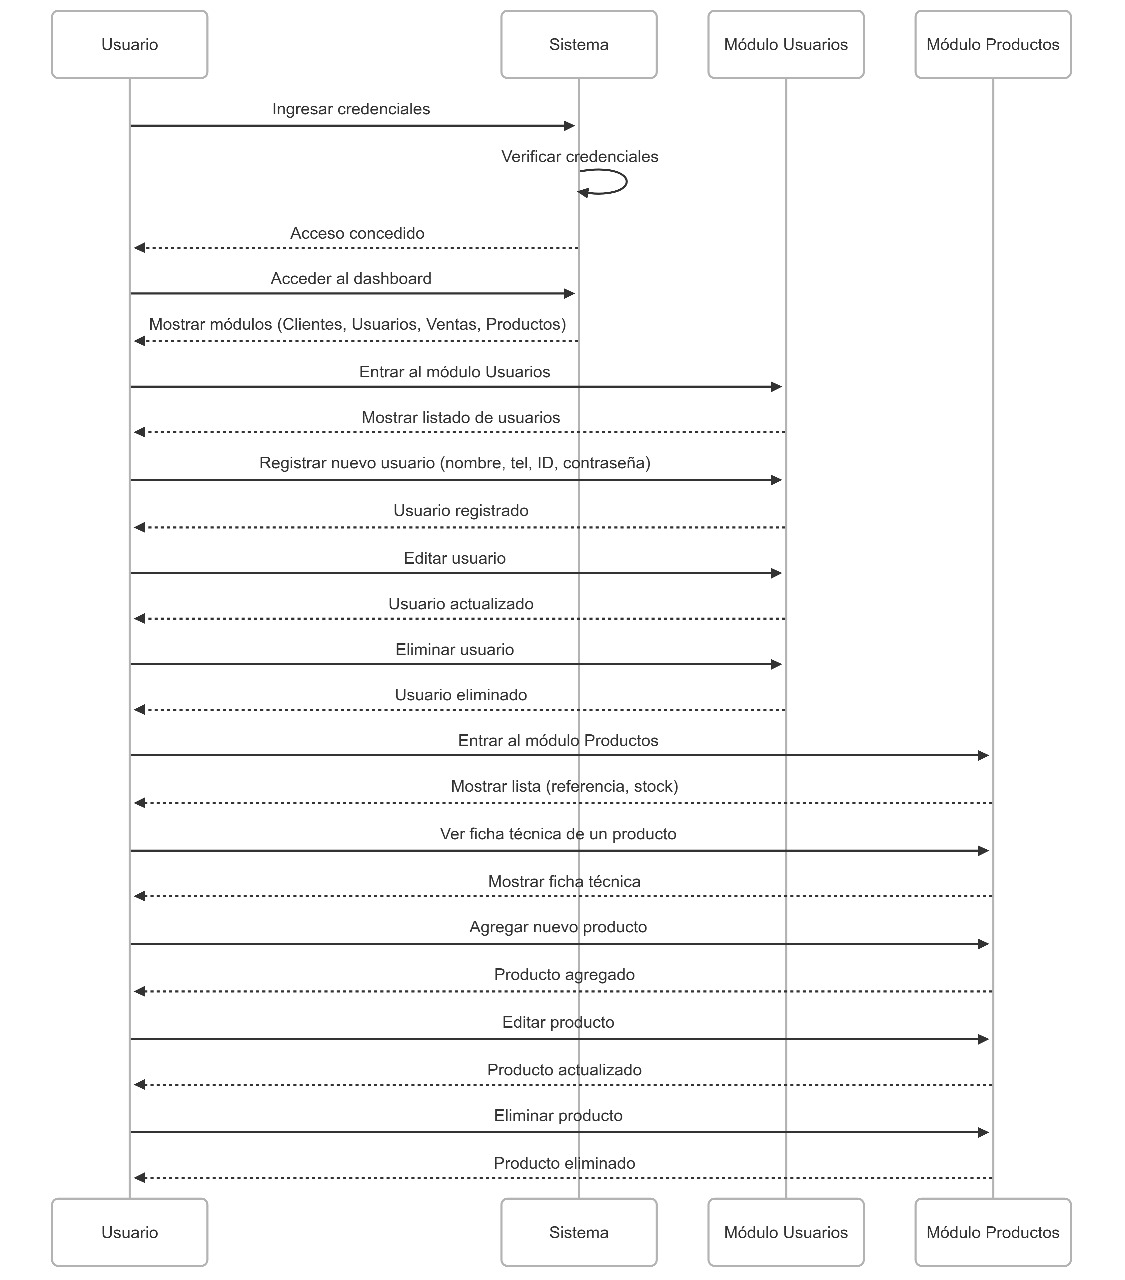 Usuario
Sistema
Módulo Usuarios
Módulo Productos
Ingresar credenciales
Verificar credenciales
Acceso concedido
Acceder al dashboard
Mostrar módulos (Clientes, Usuarios, Ventas, Productos)
Entrar al módulo Usuarios
Mostrar listado de usuarios
Registrar nuevo usuario (nombre, tel, ID, contraseña)
Usuario registrado
Editar usuario
Usuario actualizado
Eliminar usuario
Usuario eliminado
Entrar al módulo Productos
Mostrar lista (referencia, stock)
Ver ficha técnica de un producto
Mostrar ficha técnica
Agregar nuevo producto
Producto agregado
Editar producto
Producto actualizado
Eliminar producto
Producto eliminado
Usuario
Sistema
Módulo Usuarios
Módulo Productos